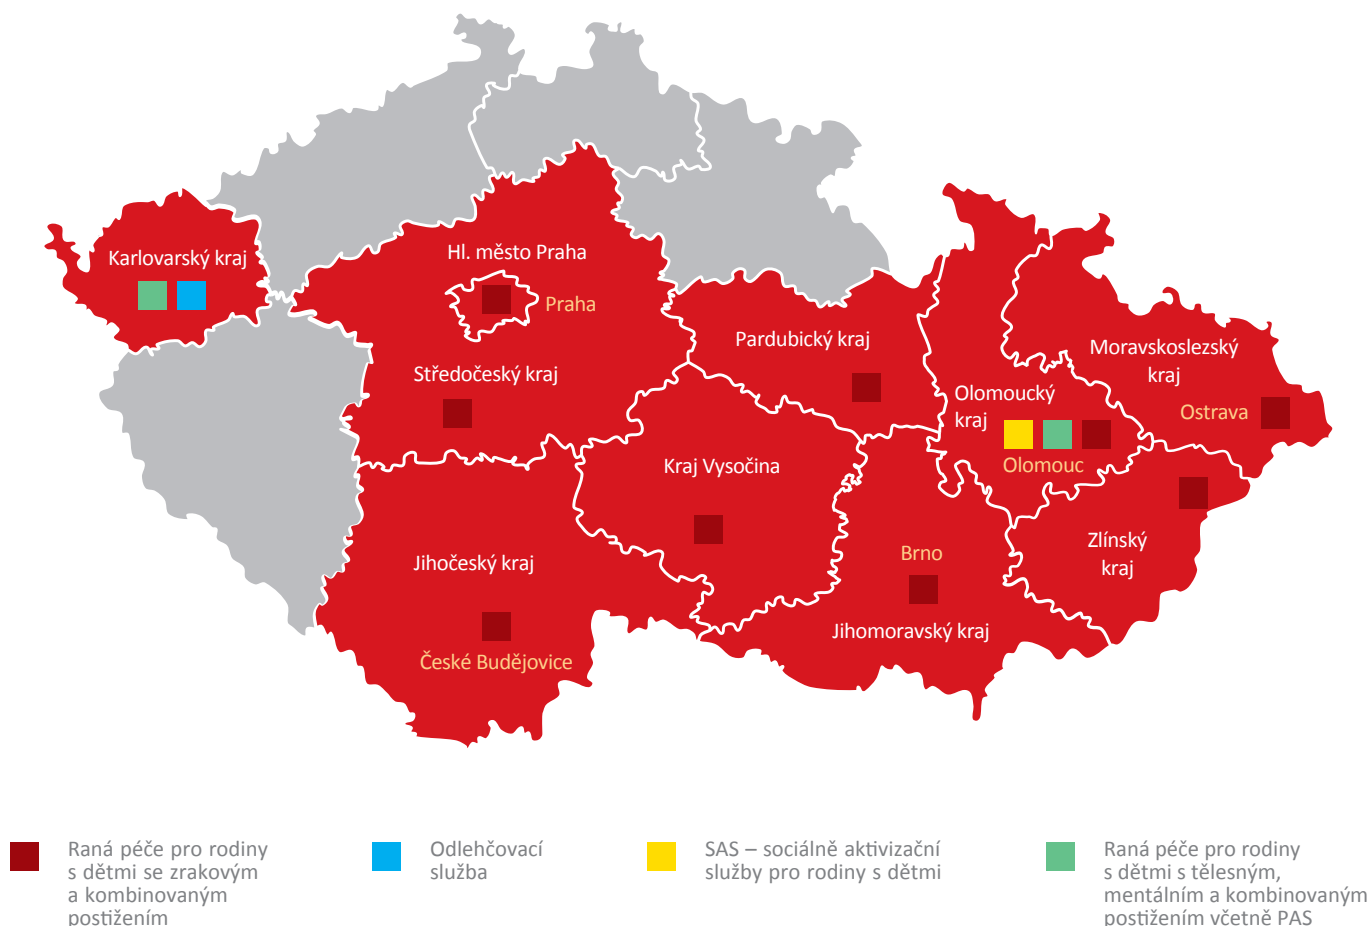 Hl. město Praha
Karlovarský kraj
Praha
Pardubický kraj
Moravskoslezský
kraj
Středočeský kraj
Olomoucký
kraj
Ostrava
Kraj Vysočina
Olomouc
Zlínský
kraj
Brno
Jihočeský kraj
Jihomoravský kraj
České Budějovice
Raná péče pro rodiny
s dětmi se zrakovým
a kombinovaným
postižením
Odlehčovací
služba
SAS – sociálně aktivizační
služby pro rodiny s dětmi
Raná péče pro rodiny
s dětmi s tělesným,
mentálním a kombinovaným
postižením včetně PAS